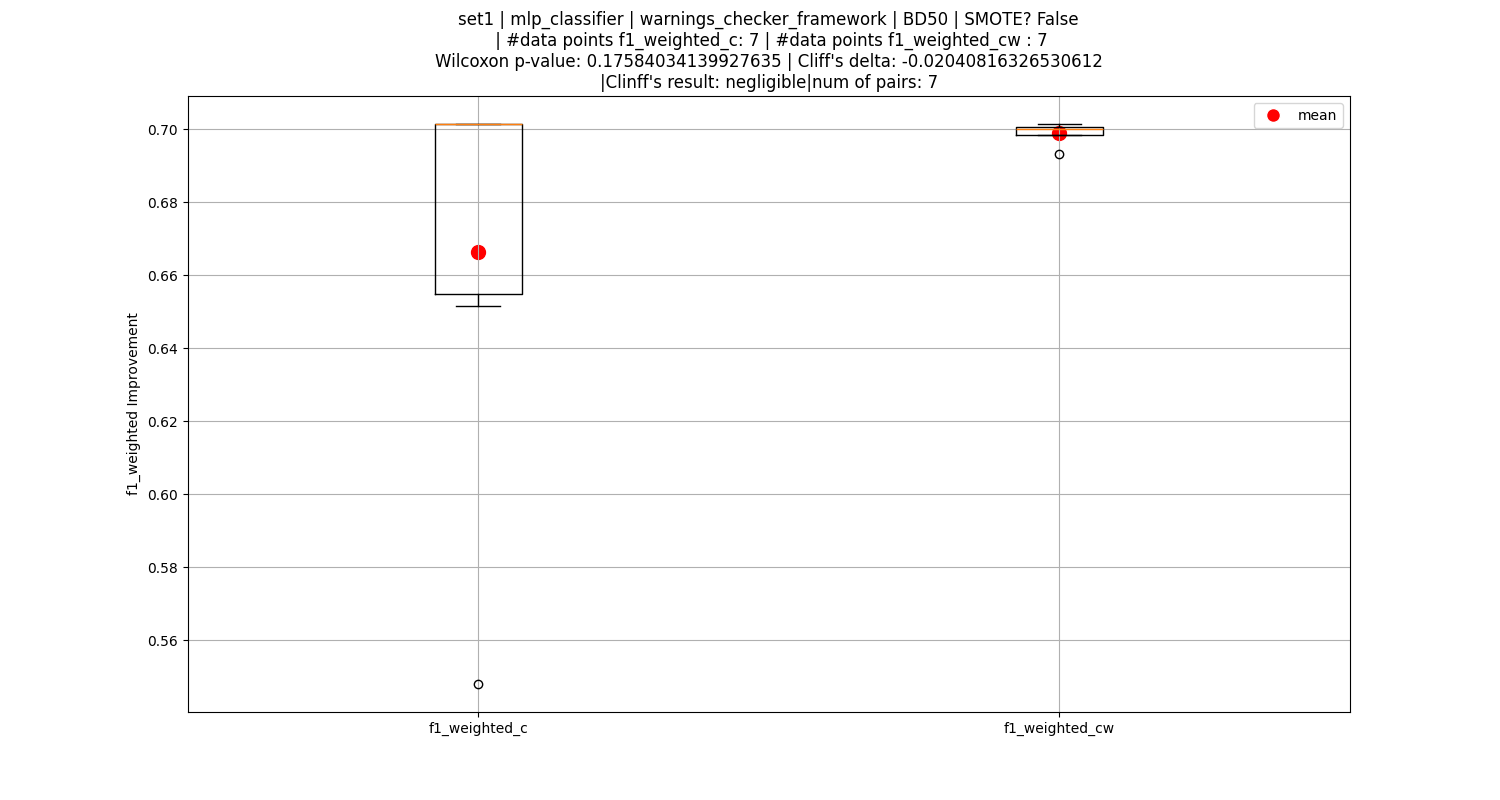 set1 | mlp_classifier | warnings_checker_framework | BD50 | SMOTE? False
| #data points f1_weighted_c: 7 | #data points f1_weighted_cw : 7
Wilcoxon p-value: 0.17584034139927635 | Cliff's delta: -0.02040816326530612
|Clinff's result: negligible|num of pairs: 7
mean
0.70
0.68
0.66
0.64
0.62
0.60
0.58
0.56
f1_weighted Improvement
f1_weighted_c
f1_weighted_cw